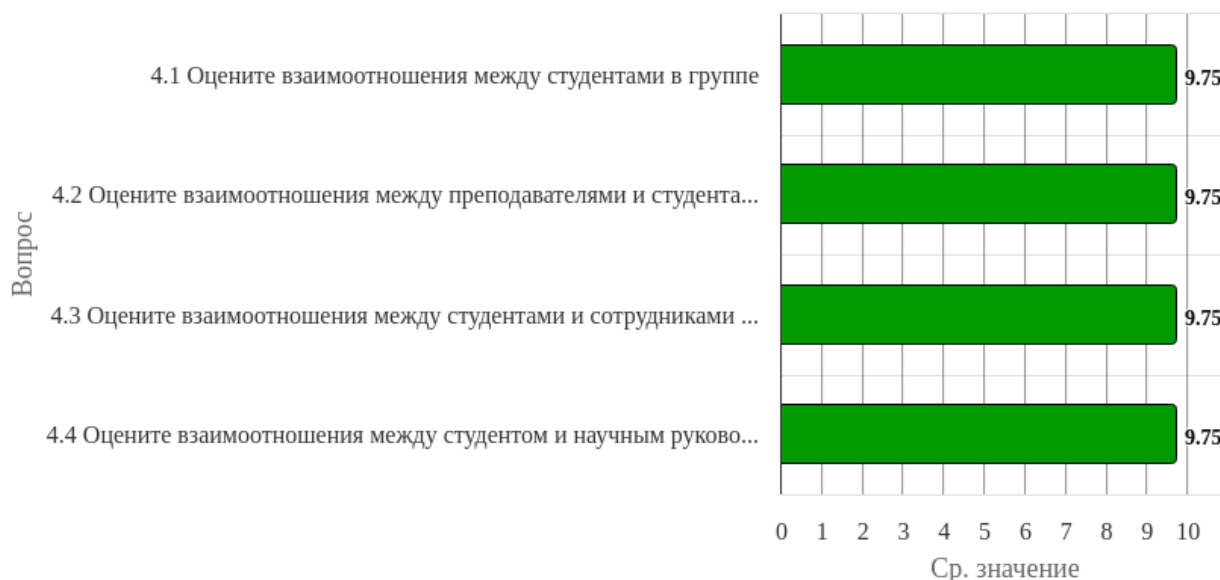 4.1 Оцените взаимоотношения между студентами в группе
9.75
4.2 Оцените взаимоотношения между преподавателями и студента...
9.75
4.3 Оцените взаимоотношения между студентами и сотрудниками ...
9.75
4.4 Оцените взаимоотношения между студентом и научным руково...
9.75
Вопрос
0 1 2 3 4 5 6 7 8 9 10
Ср. значение